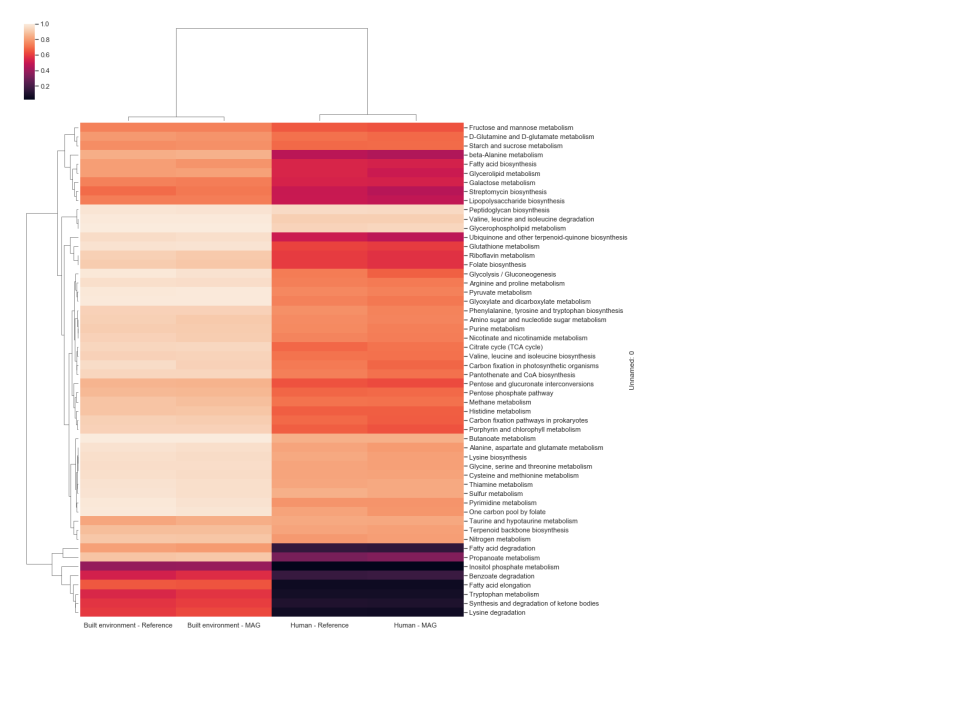 1.0
0.8
0.6
0.4
0.2
Fructose and mannose metabolism
D-Glutamine and D-glutamate metabolism
Starch and sucrose metabolism
beta-Alanine metabolism
Fatty acid biosynthesis
Glycerolipid metabolism
Galactose metabolism
Streptomycin biosynthesis
Lipopolysaccharide biosynthesis
Peptidoglycan biosynthesis
Valine, leucine and isoleucine degradation
Glycerophospholipid metabolism
Ubiquinone and other terpenoid-quinone biosynthesis
Glutathione metabolism
Riboflavin metabolism
Folate biosynthesis
Glycolysis / Gluconeogenesis
Arginine and proline metabolism
Pyruvate metabolism
Glyoxylate and dicarboxylate metabolism
Phenylalanine, tyrosine and tryptophan biosynthesis
Amino sugar and nucleotide sugar metabolism
Purine metabolism
Nicotinate and nicotinamide metabolism
Citrate cycle (TCA cycle)
Valine, leucine and isoleucine biosynthesis
Carbon fixation in photosynthetic organisms
Pantothenate and CoA biosynthesis
Pentose and glucuronate interconversions
Pentose phosphate pathway
Methane metabolism
Histidine metabolism
Carbon fixation pathways in prokaryotes
Porphyrin and chlorophyll metabolism
Butanoate metabolism
Alanine, aspartate and glutamate metabolism
Lysine biosynthesis
Glycine, serine and threonine metabolism
Cysteine and methionine metabolism
Thiamine metabolism
Sulfur metabolism
Pyrimidine metabolism
One carbon pool by folate
Taurine and hypotaurine metabolism
Terpenoid backbone biosynthesis
Nitrogen metabolism
Fatty acid degradation
Propanoate metabolism
Inositol phosphate metabolism
Benzoate degradation
Fatty acid elongation
Tryptophan metabolism
Synthesis and degradation of ketone bodies
Lysine degradation
Unnamed: 0
Built environment - Reference
Built environment - MAG
Human - Reference
Human - MAG